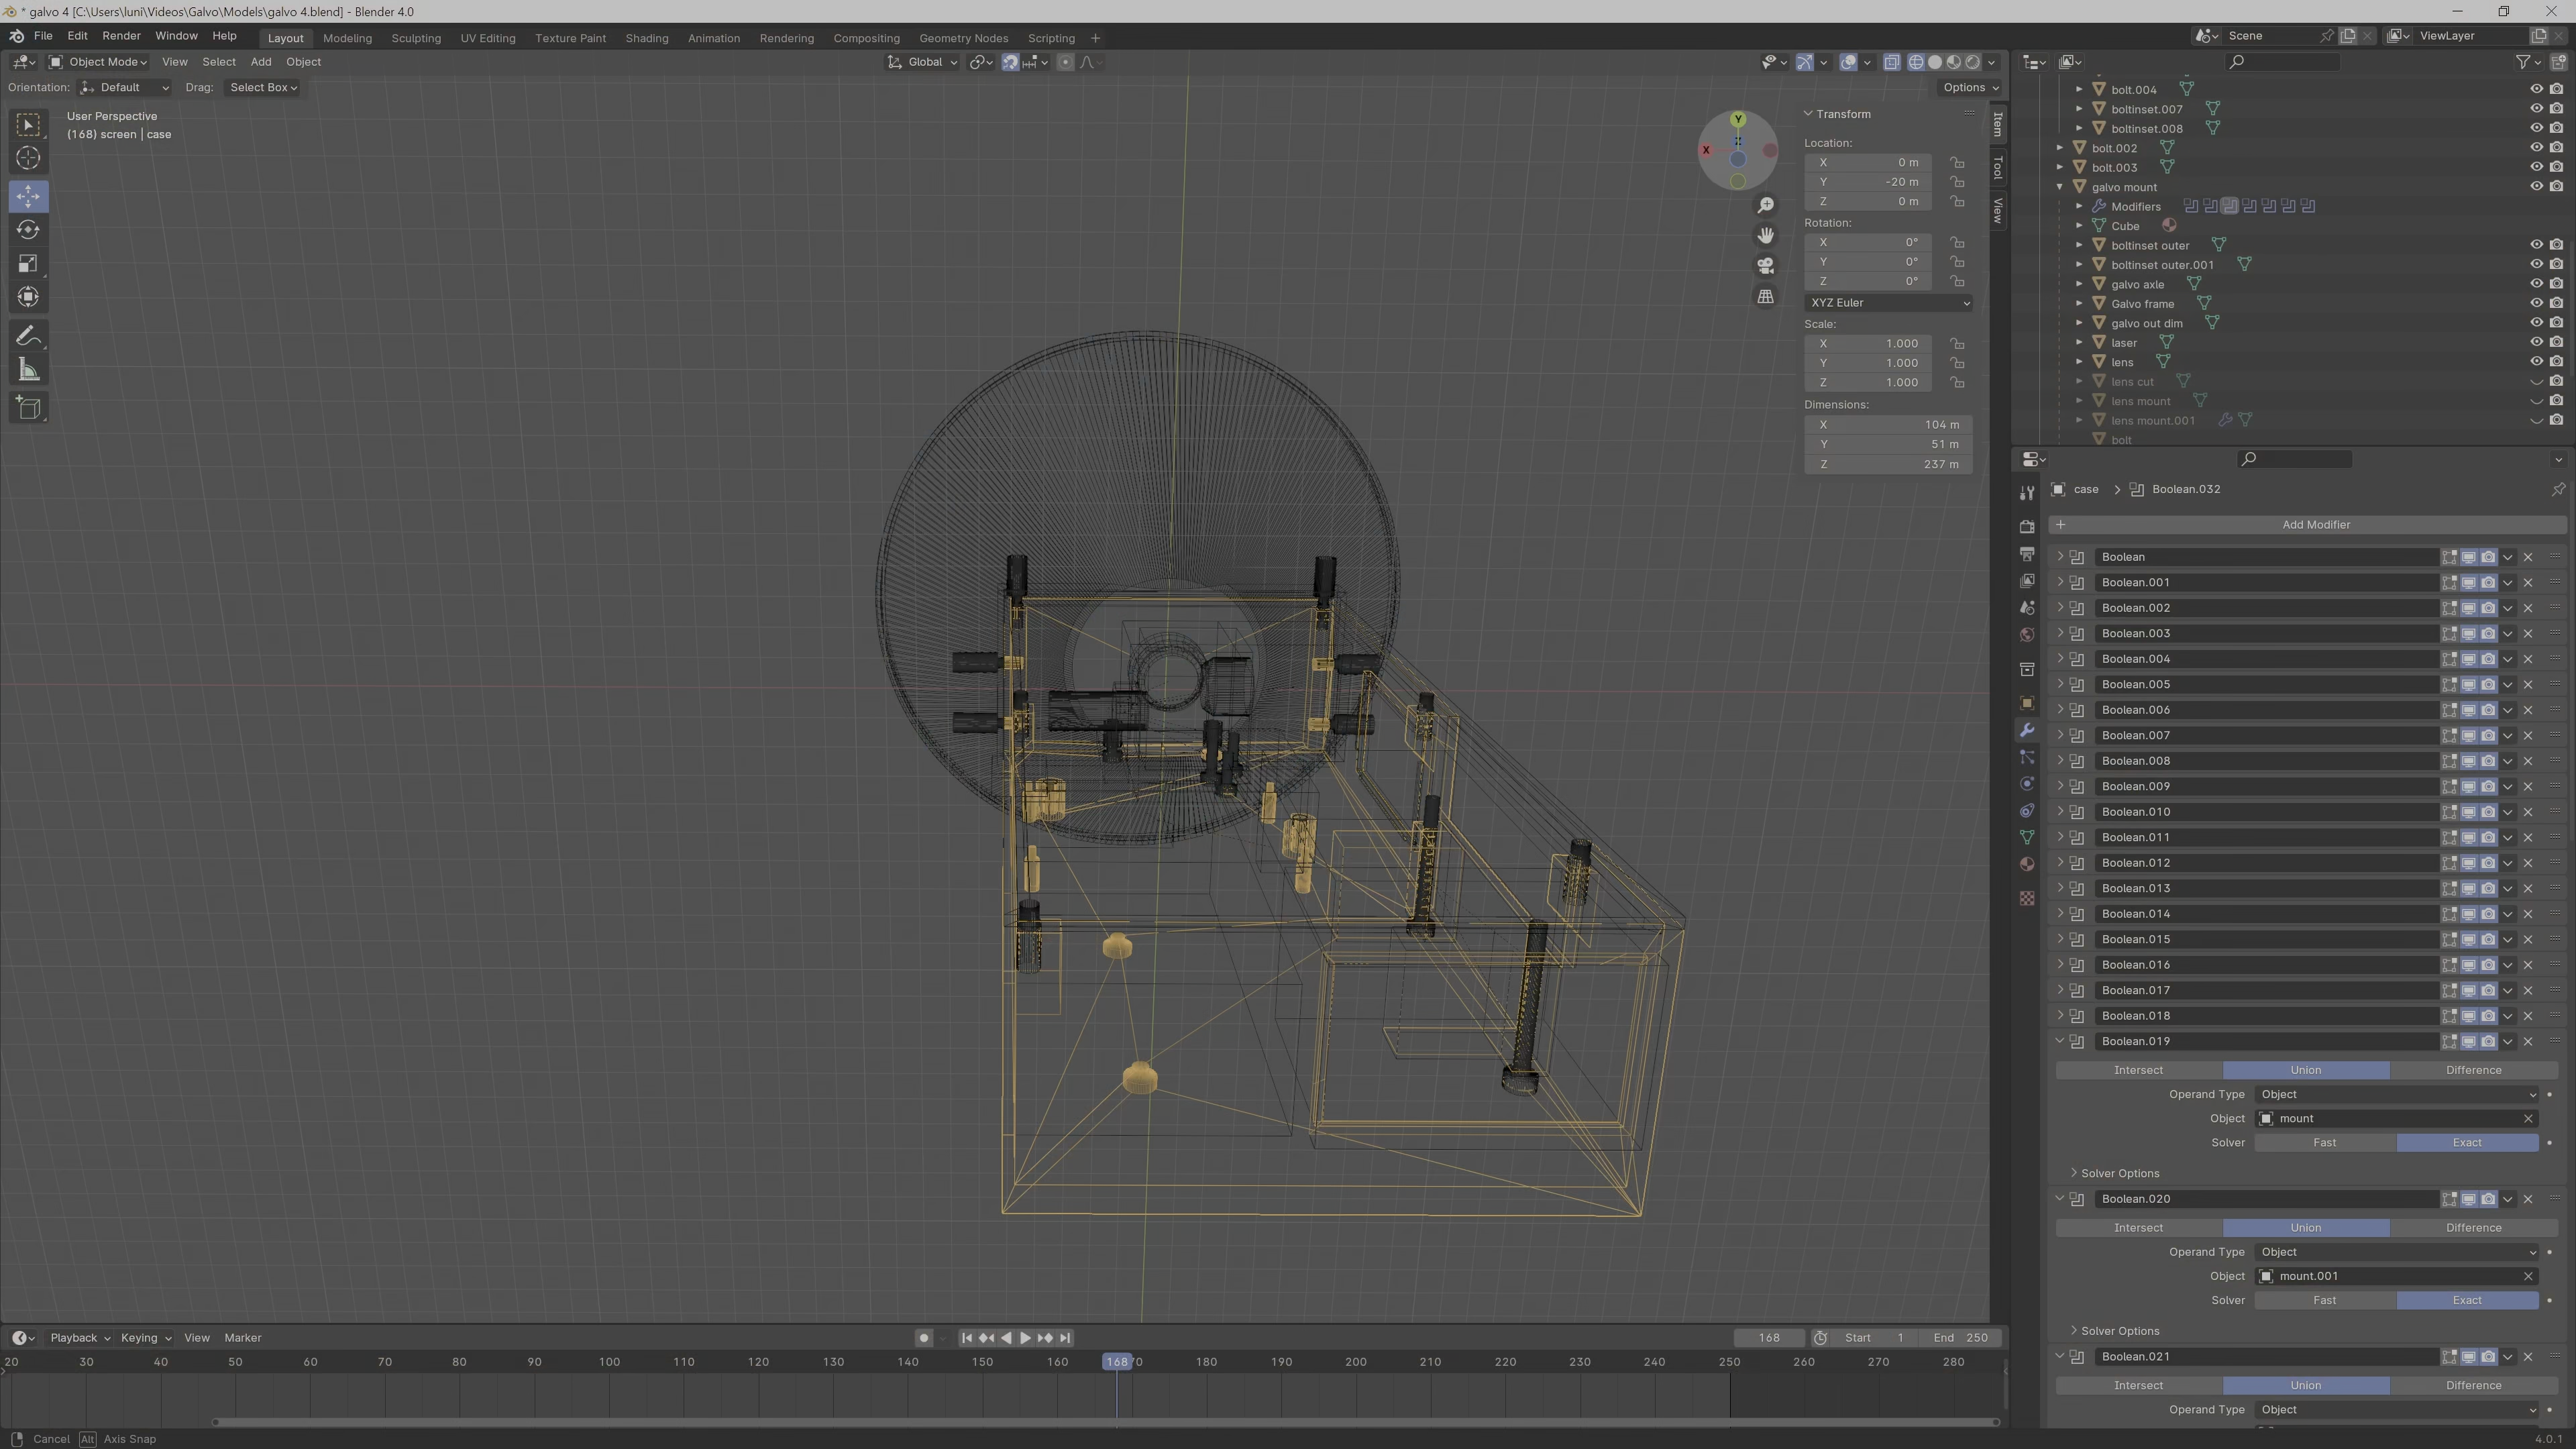 * galvo 4 [C:\Users\luni\Videos\Galvo\Models\galvo 4.blend] - Blender 4.0
File Edit Render Window Help Layout Modeling Sculpting UV Editing Texture Paint Shading Animation Rendering Compositing Geometry Nodes Scripting + Scene ViewLayer
Object Mode View Select Add Object Global
Orientation: Default Drag: Select Box Options
User Perspective
(168) screen | case
Y
X
Z
Item
Tool
View
Transform
Location:
X 0 m
Y -20 m
Z 0 m
Rotation:
X 0°
Y 0°
Z 0°
XYZ Euler
Scale:
X 1.000
Y 1.000
Z 1.000
Dimensions:
X 104 m
Y 51 m
Z 237 m
bolt.004
boltinset.007
boltinset.008
bolt.002
bolt.003
galvo mount
Modifiers
Cube
boltinset outer
boltinset outer.001
galvo axle
Galvo frame
galvo out dim
laser
lens
lens cut
lens mount
lens mount.001
bolt
case Boolean.032
Add Modifier
Boolean
Boolean.001
Boolean.002
Boolean.003
Boolean.004
Boolean.005
Boolean.006
Boolean.007
Boolean.008
Boolean.009
Boolean.010
Boolean.011
Boolean.012
Boolean.013
Boolean.014
Boolean.015
Boolean.016
Boolean.017
Boolean.018
Boolean.019
Intersect Union Difference
Operand Type Object
Object mount
Solver Fast Exact
Solver Options
Boolean.020
Intersect Union Difference
Operand Type Object
Object mount.001
Solver Fast Exact
Solver Options
Boolean.021
Intersect Union Difference
Operand Type Object
Playback Keying View Marker 168 Start 1 End 250
20 30 40 50 60 70 80 90 100 110 120 130 140 150 160 168 70 180 190 200 210 220 230 240 250 260 270 280
Cancel Alt Axis Snap 4.0.1